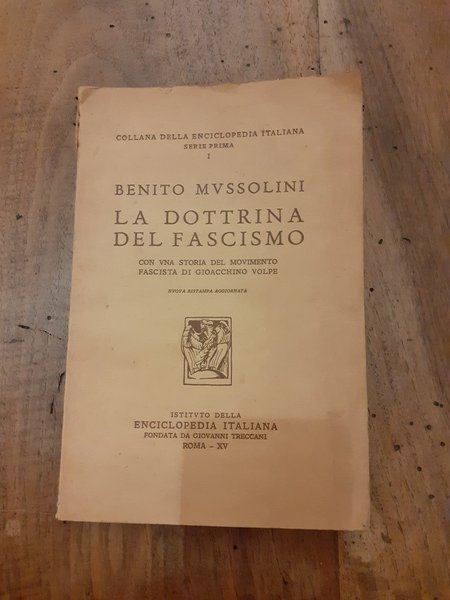 COLLANA DELLA ENCICLOPEDIA ITALIANA
SERIE PRIMA
I
BENITO MVSSOLINI
LA DOTTRINA
DEL FASCISMO
CON VNA STORIA DEL MOVIMENTO
FASCISTA DI GIOACCHINO VOLPE
NUOVA RISTAMPA AGGIORNATA
ISTITVTO DELLA
ENCICLOPEDIA ITALIANA
FONDATA DA GIOVANNI TRECCANI
ROMA – XV